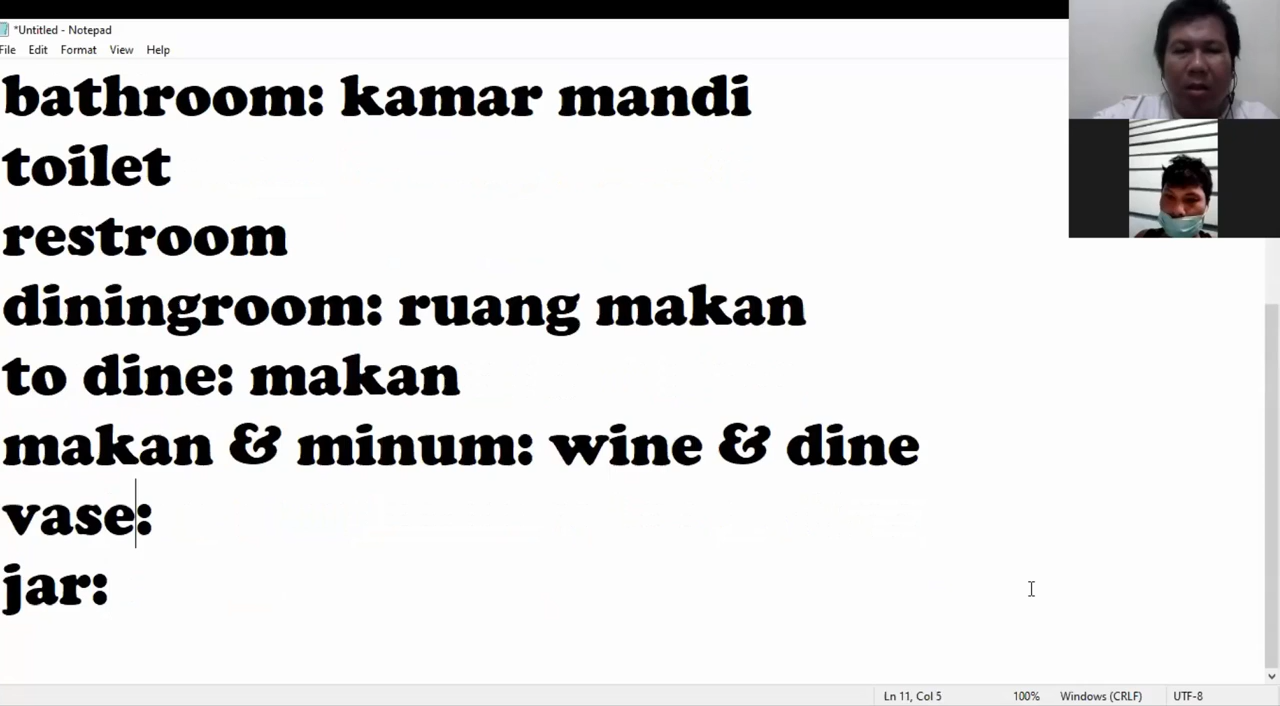 *Untitled - Notepad
File Edit Format View Help
bathroom: kamar mandi
toilet
restroom
diningroom: ruang makan
to dine: makan
makan & minum: wine & dine
vase:
jar:
Ln 11, Col 5 100% Windows (CRLF) UTF-8